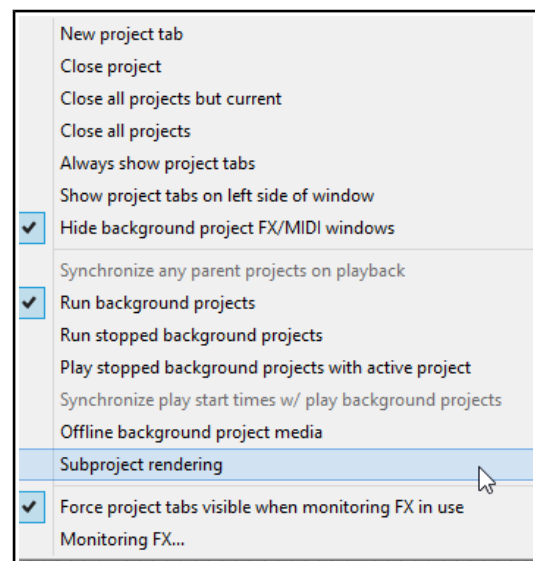 New project tab
Close project
Close all projects but current
Close all projects
Always show project tabs
Show project tabs on left side of window
Hide background project FX/MIDI windows
Synchronize any parent projects on playback
Run background projects
Run stopped background projects
Play stopped background projects with active project
Synchronize play start times w/ play background projects
Offline background project media
Subproject rendering
Force project tabs visible when monitoring FX in use
Monitoring FX...